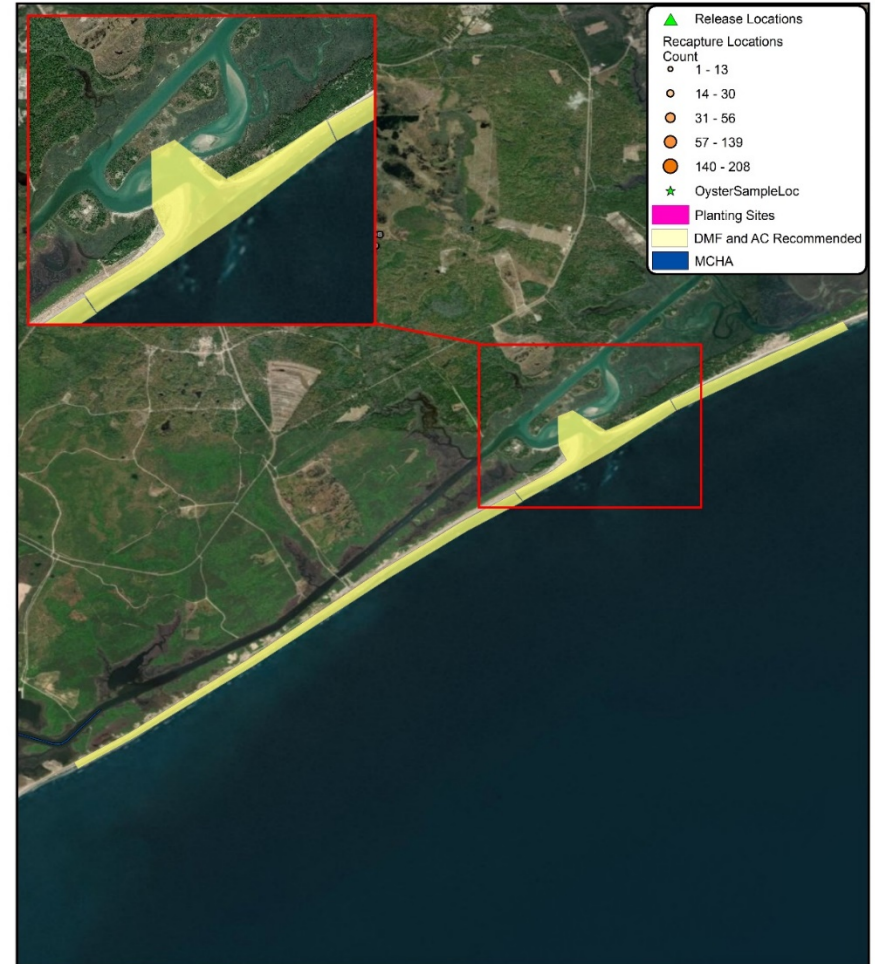 Release Locations
Recapture Locations
Count
1 - 13
14 - 30
31 - 56
57 - 139
140 - 208
OysterSampleLoc
Planting Sites
DMF and AC Recommended
MCHA